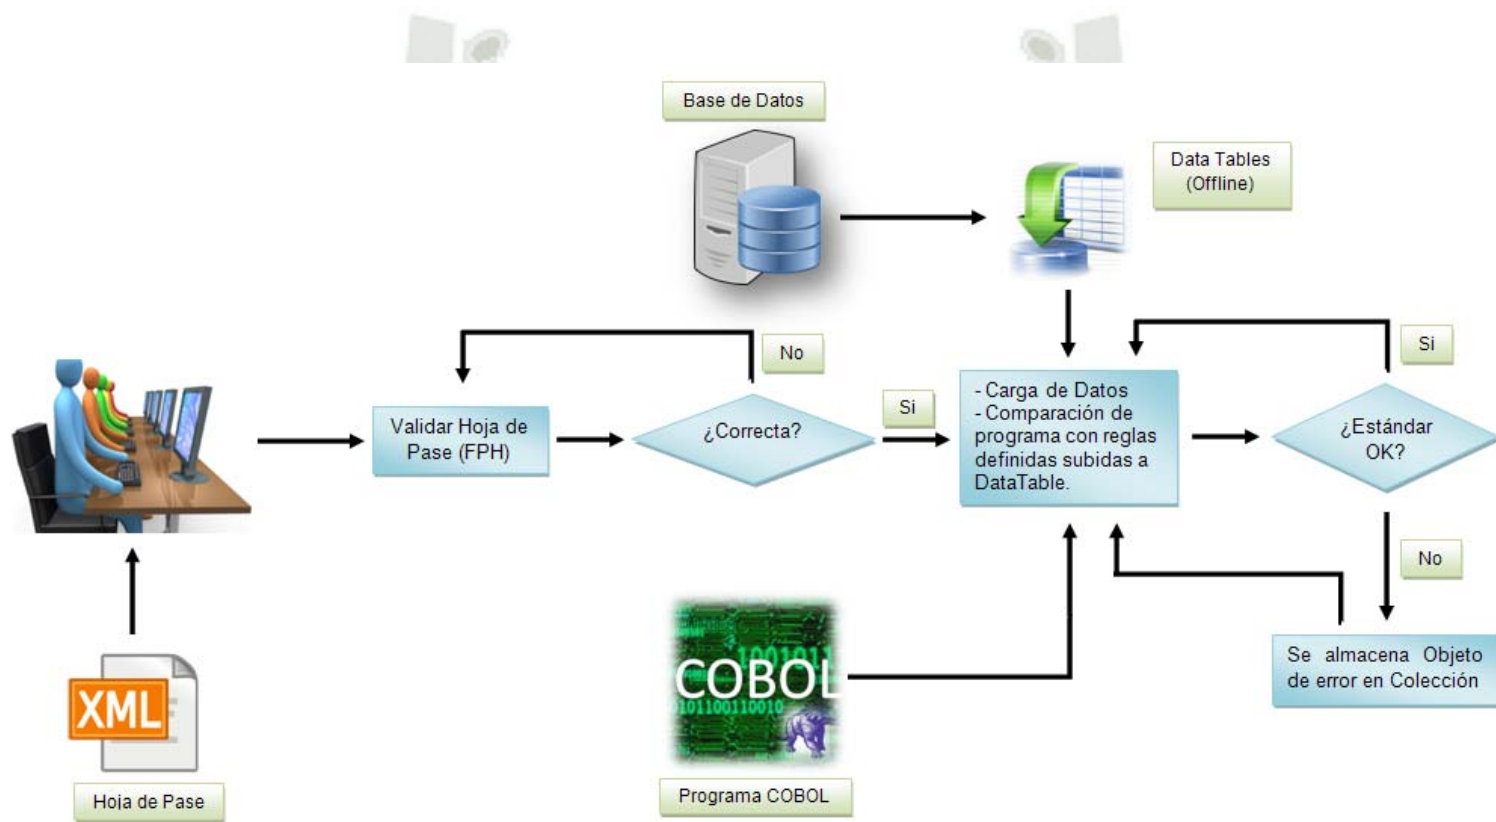 Base de Datos
Data Tables
(Offline)
No
Si
Si
Validar Hoja de
Pase (FPH)
¿Correcta?
- Carga de Datos
- Comparación de
programa con reglas
definidas subidas a
DataTable.
¿Estándar
OK?
No
Se almacena Objeto
de error en Colección
XML
Hoja de Pase
1001011
COBOL
101100110010
Programa COBOL